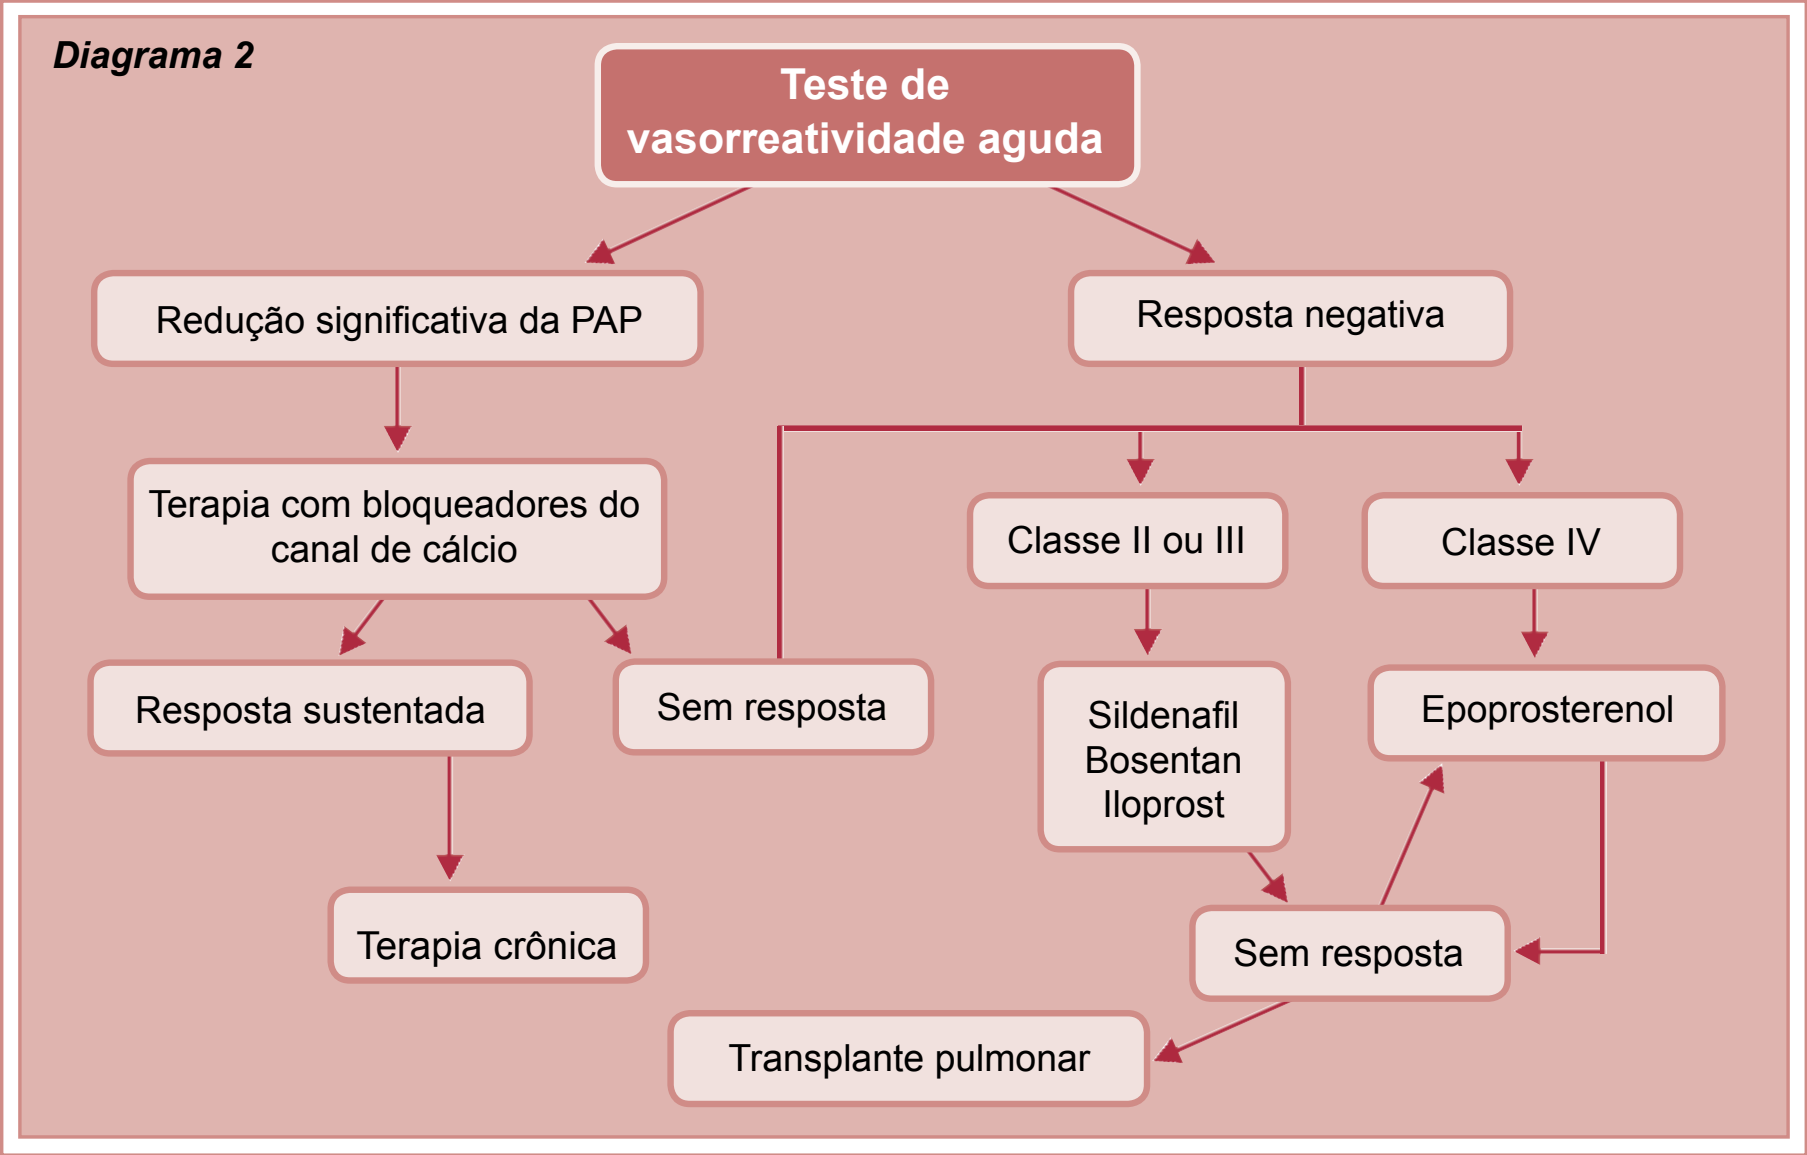 Diagrama 2
Teste de
vasorreatividade aguda
Redução significativa da PAP
Resposta negativa
Terapia com bloqueadores do
canal de cálcio
Classe II ou III
Classe IV
Resposta sustentada
Sem resposta
Sildenafil
Bosentan
Iloprost
Epoprosterenol
Terapia crônica
Sem resposta
Transplante pulmonar